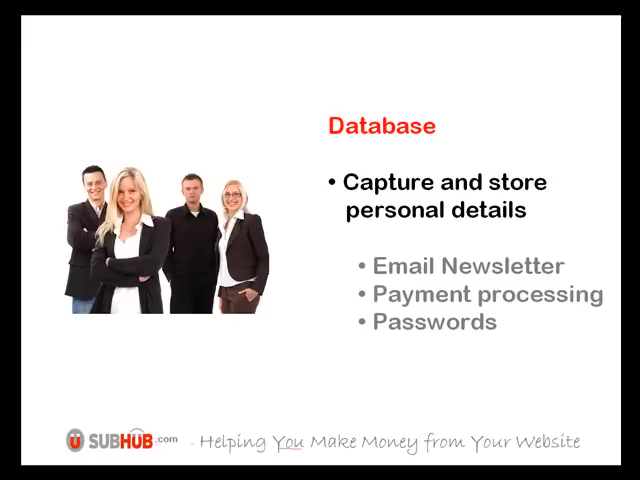 Database
• Capture and store
personal details
• Email Newsletter
• Payment processing
• Passwords
SUBHUB.com - Helping You Make Money from Your Website